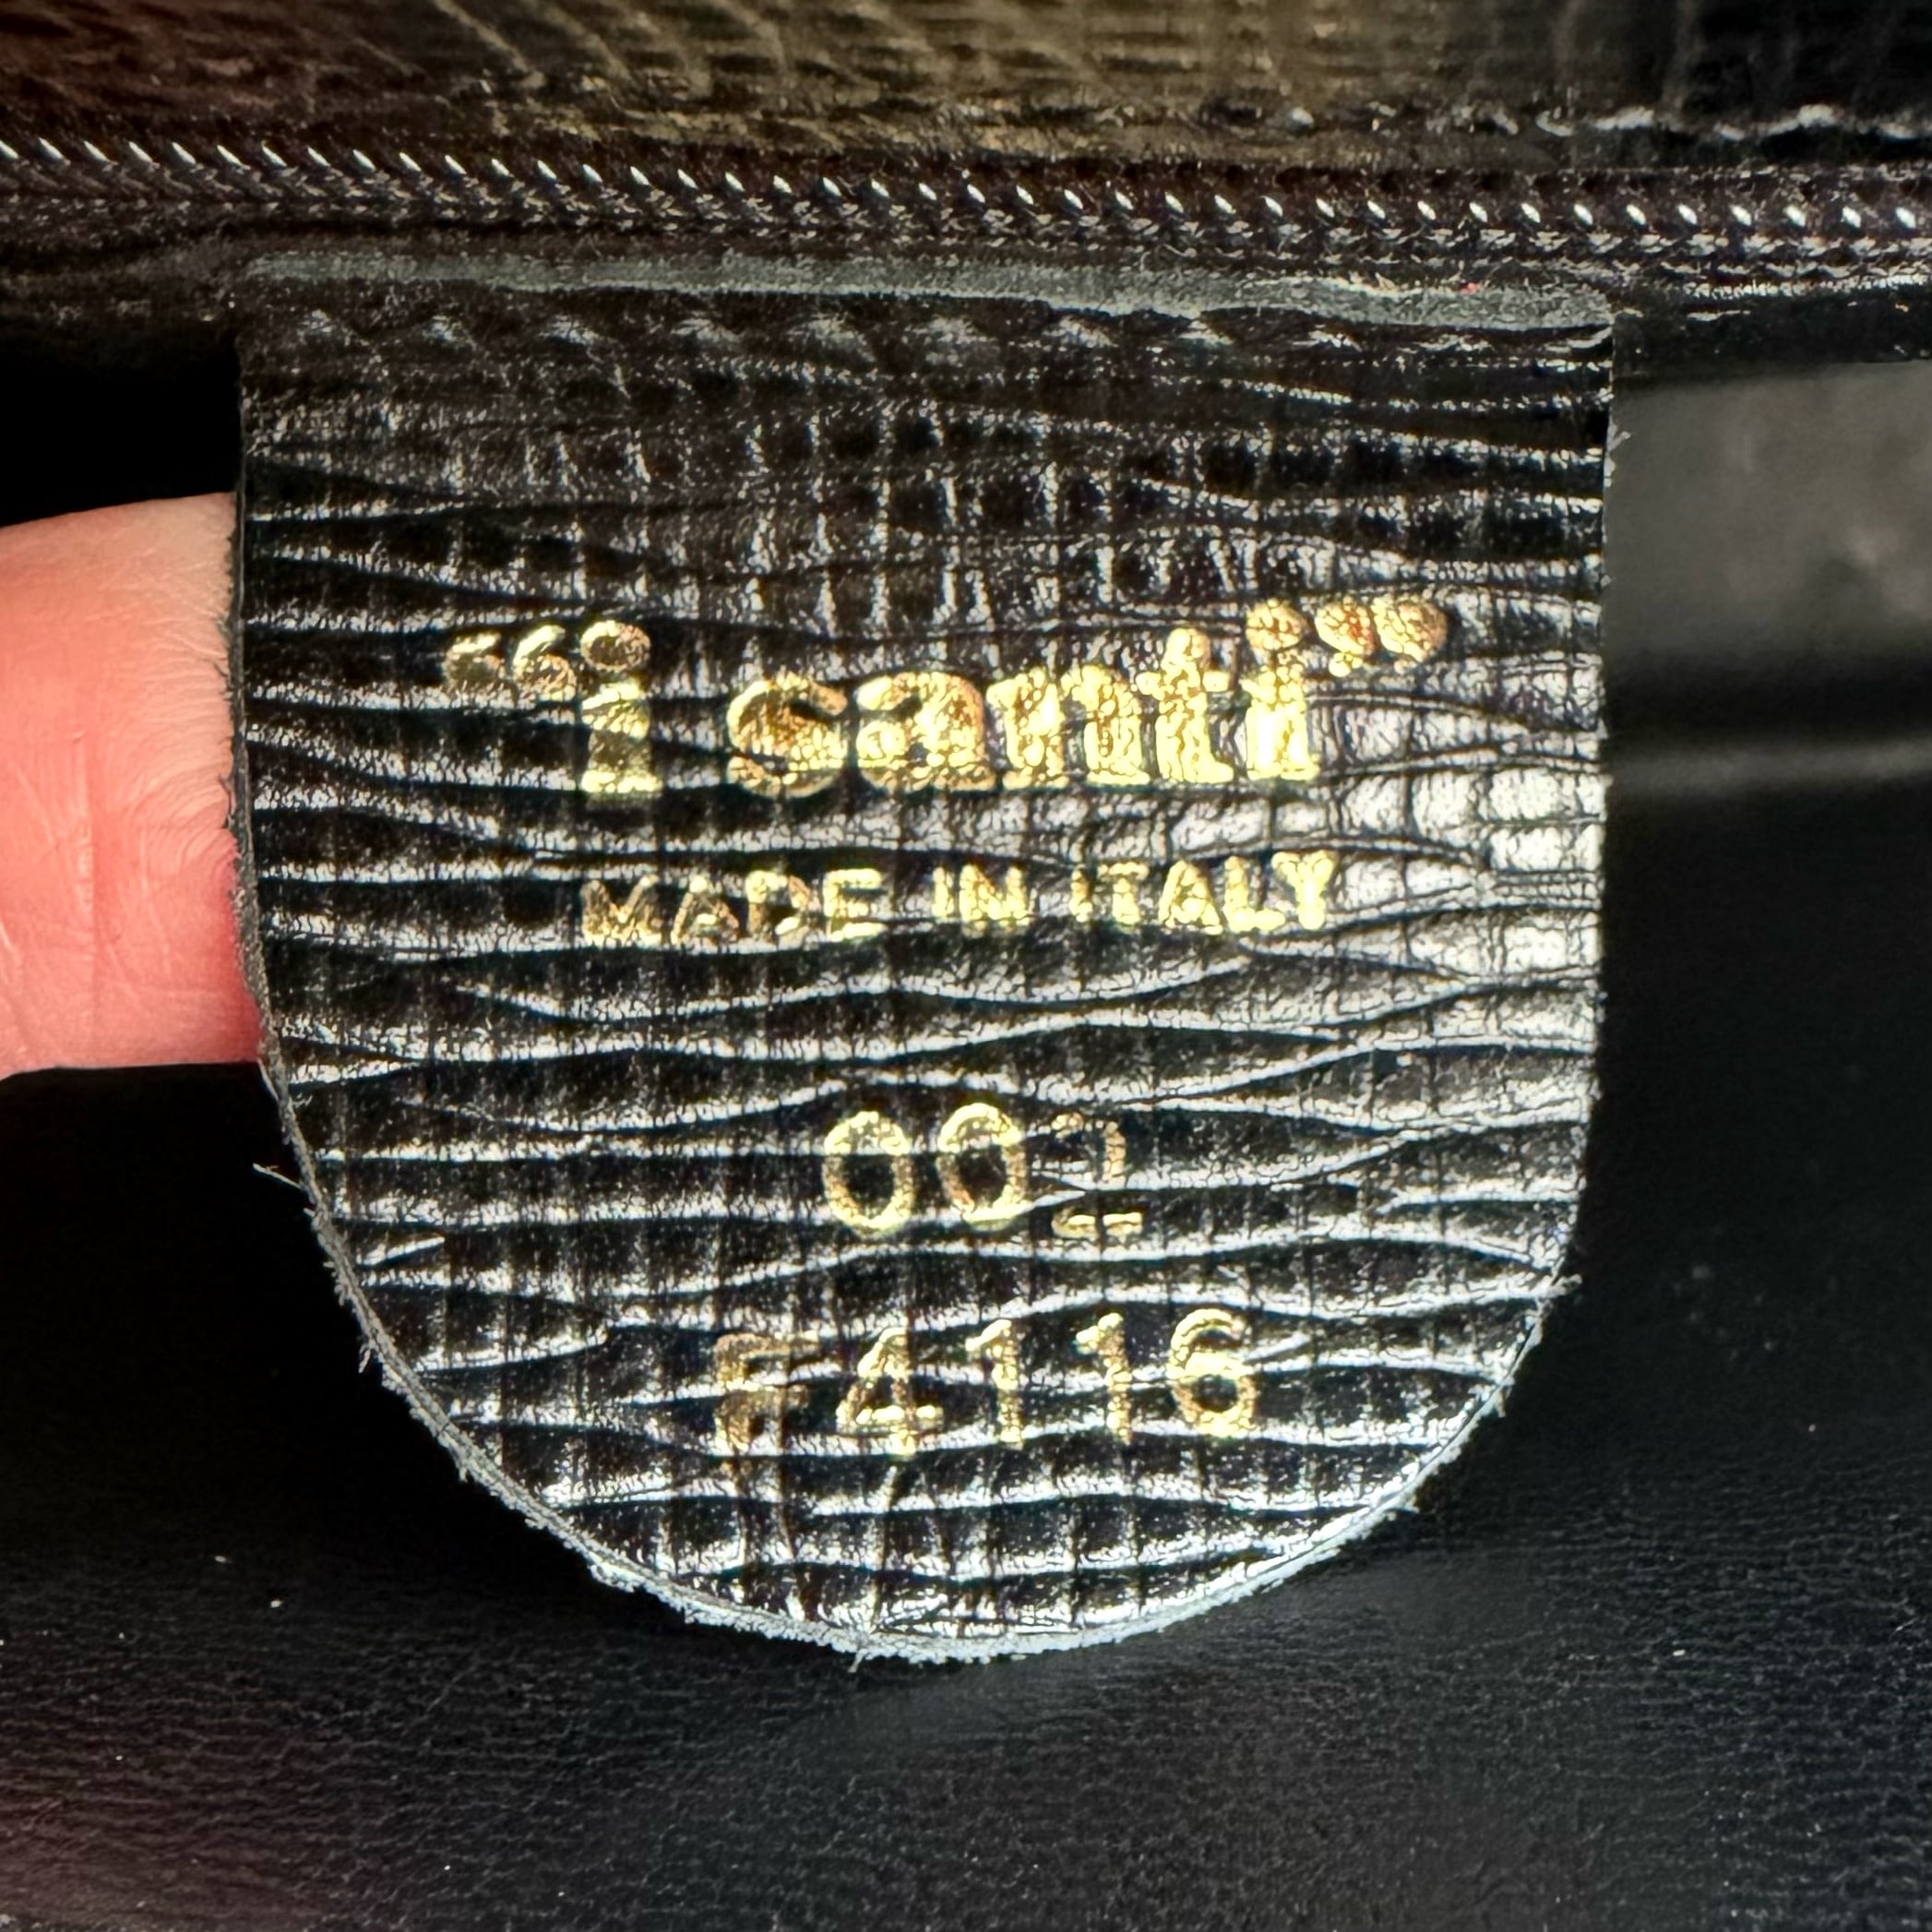 “i santi”
MADE IN ITALY
002
F4116